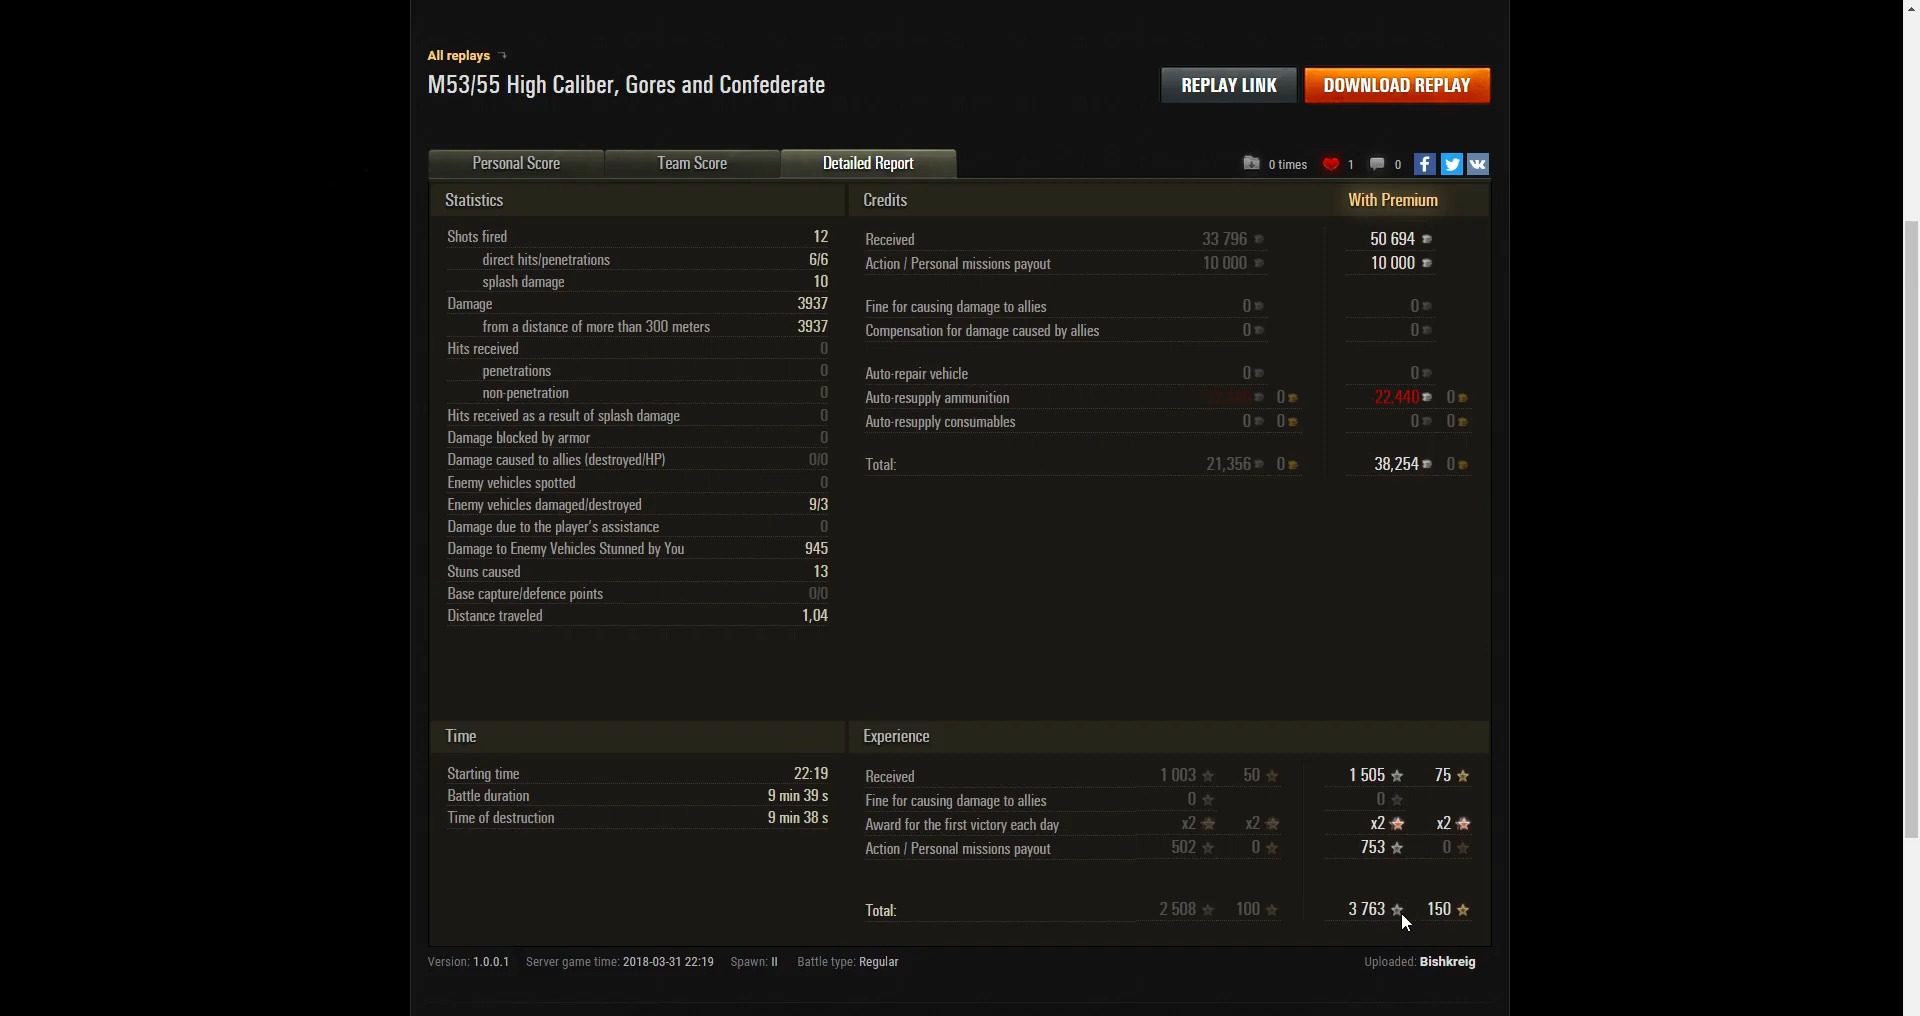 All replays
M53/55 High Caliber, Gores and Confederate
REPLAY LINK
DOWNLOAD REPLAY
Personal Score
Team Score
Detailed Report
0 times
1
0
Statistics
Shots fired 12
direct hits/penetrations 6/6
splash damage 10
Damage 3937
from a distance of more than 300 meters 3937
Hits received 0
penetrations 0
non-penetration 0
Hits received as a result of splash damage 0
Damage blocked by armor 0
Damage caused to allies (destroyed/HP) 0/0
Enemy vehicles spotted 0
Enemy vehicles damaged/destroyed 9/3
Damage due to the player's assistance 0
Damage to Enemy Vehicles Stunned by You 945
Stuns caused 13
Base capture/defence points 0/0
Distance traveled 1,04
Credits With Premium
Received 33 796 50 694
Action / Personal missions payout 10 000 10 000
Fine for causing damage to allies 0 0
Compensation for damage caused by allies 0 0
Auto-repair vehicle 0 0
Auto-resupply ammunition 0 22,440 0
Auto-resupply consumables 0 0 0 0
Total: 21,356 0 38,254 0
Time
Starting time 22:19
Battle duration 9 min 39 s
Time of destruction 9 min 38 s
Experience
Received 1 003 50 1 505 75
Fine for causing damage to allies 0 0
Award for the first victory each day x2 x2 x2 x2
Action / Personal missions payout 502 0 753 0
Total: 2 508 100 3 763 150
Version: 1.0.0.1 Server game time: 2018-03-31 22:19 Spawn: II Battle type: Regular Uploaded: Bishkreig